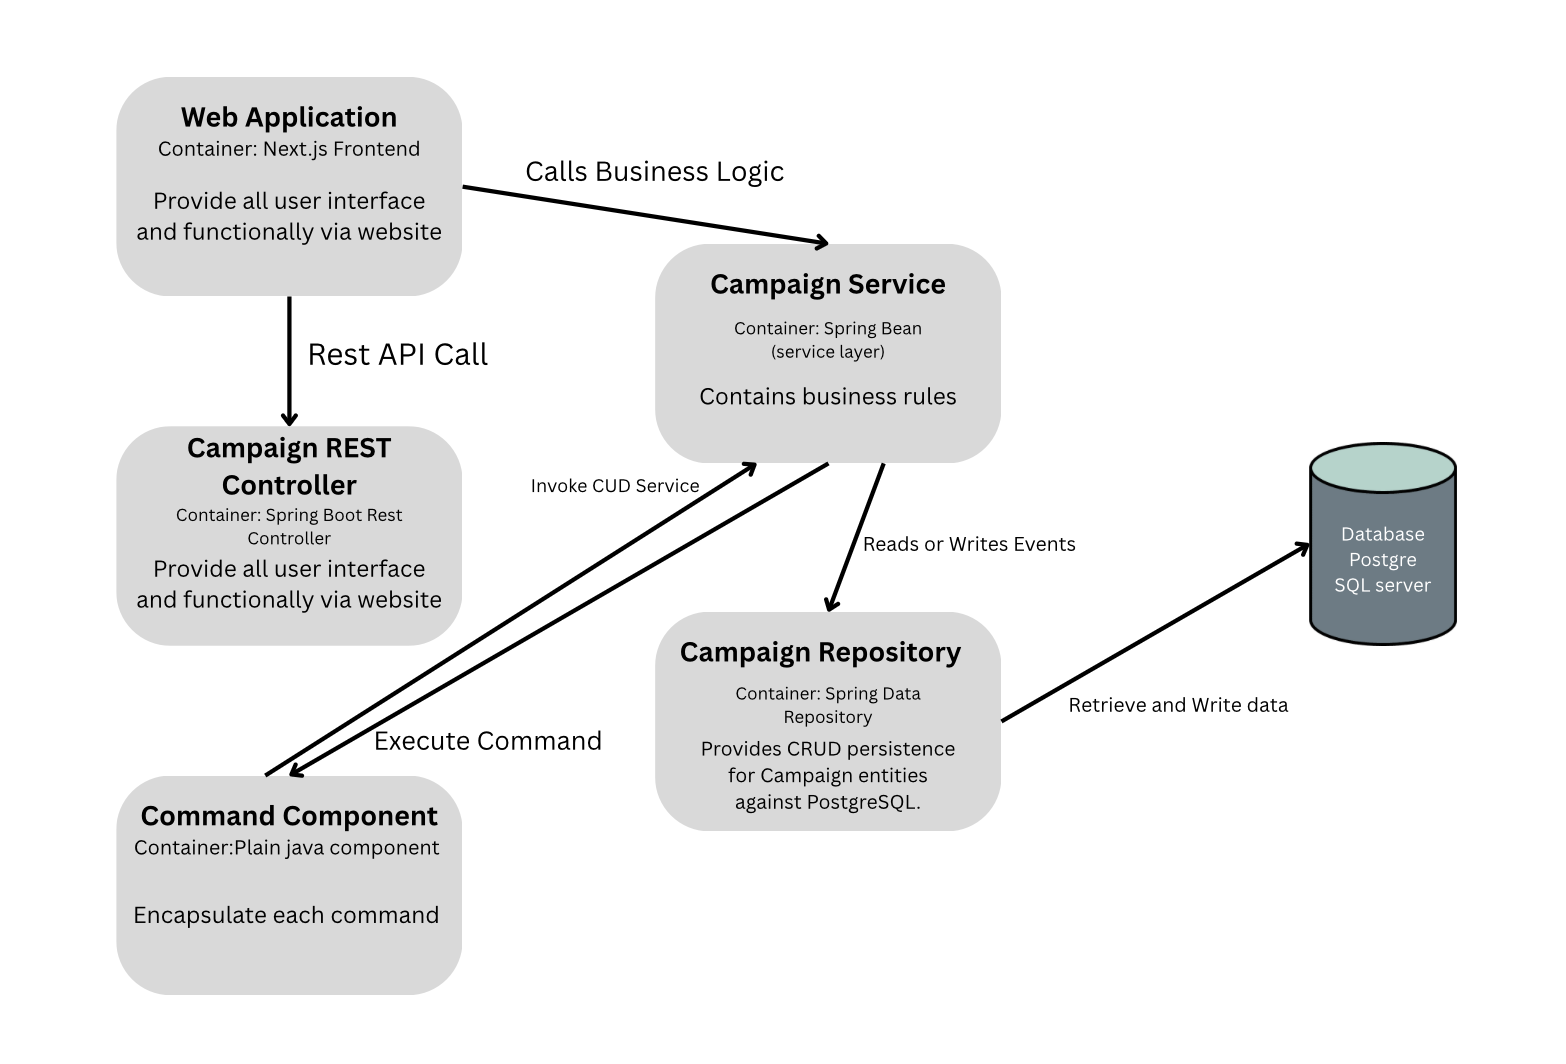 Web Application
Container: Next.js Frontend
Provide all user interface
and functionally via website
Calls Business Logic
Campaign Service
Container: Spring Bean
(service layer)
Contains business rules
Rest API Call
Campaign REST
Controller
Container: Spring Boot Rest
Controller
Provide all user interface
and functionally via website
Invoke CUD Service
Reads or Writes Events
Database
Postgre
SQL server
Campaign Repository
Container: Spring Data
Repository
Provides CRUD persistence
for Campaign entities
against PostgreSQL.
Retrieve and Write data
Execute Command
Command Component
Container:Plain java component
Encapsulate each command